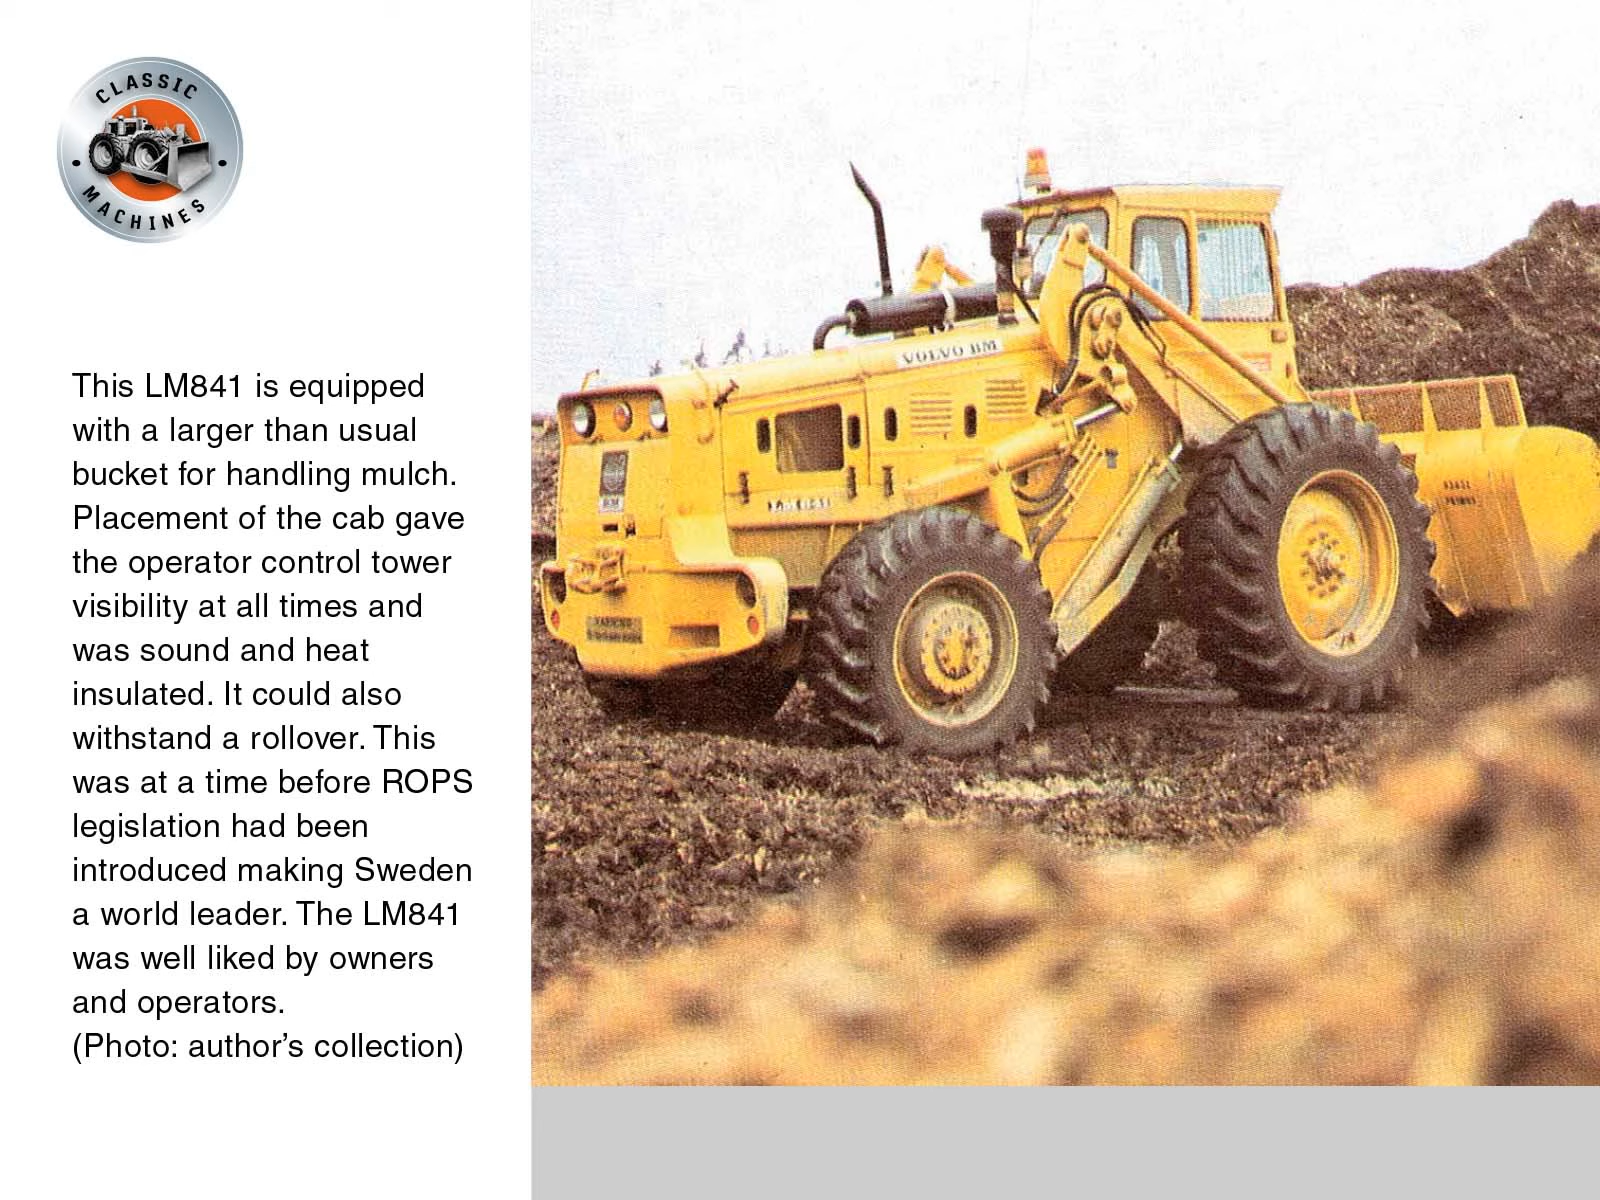 CLASSIC
MACHINES
This LM841 is equipped
with a larger than usual
bucket for handling mulch.
Placement of the cab gave
the operator control tower
visibility at all times and
was sound and heat
insulated. It could also
withstand a rollover. This
was at a time before ROPS
legislation had been
introduced making Sweden
a world leader. The LM841
was well liked by owners
and operators.
(Photo: author’s collection)
VOLVO BM
LM 841
BM